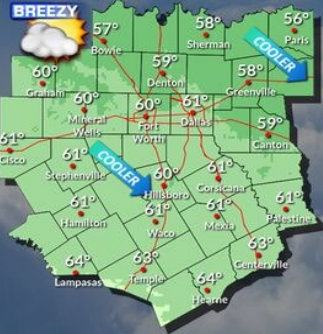 BREEZY
57°
Bowie
58°
Sherman
56°
Paris
COOLER
60°
Graham
59°
Denton
58°
Greenville
60°
Mineral
Wells
60°
Fort
Worth
61°
Dallas
59°
Canton
61°
Cisco
61°
Stephenville
COOLER
60°
Hillsboro
61°
Corsicana
61°
Hamilton
61°
Waco
61°
Mexia
61°
Palestine
64°
Lampasas
63°
Temple
63°
Centerville
64°
Hearne